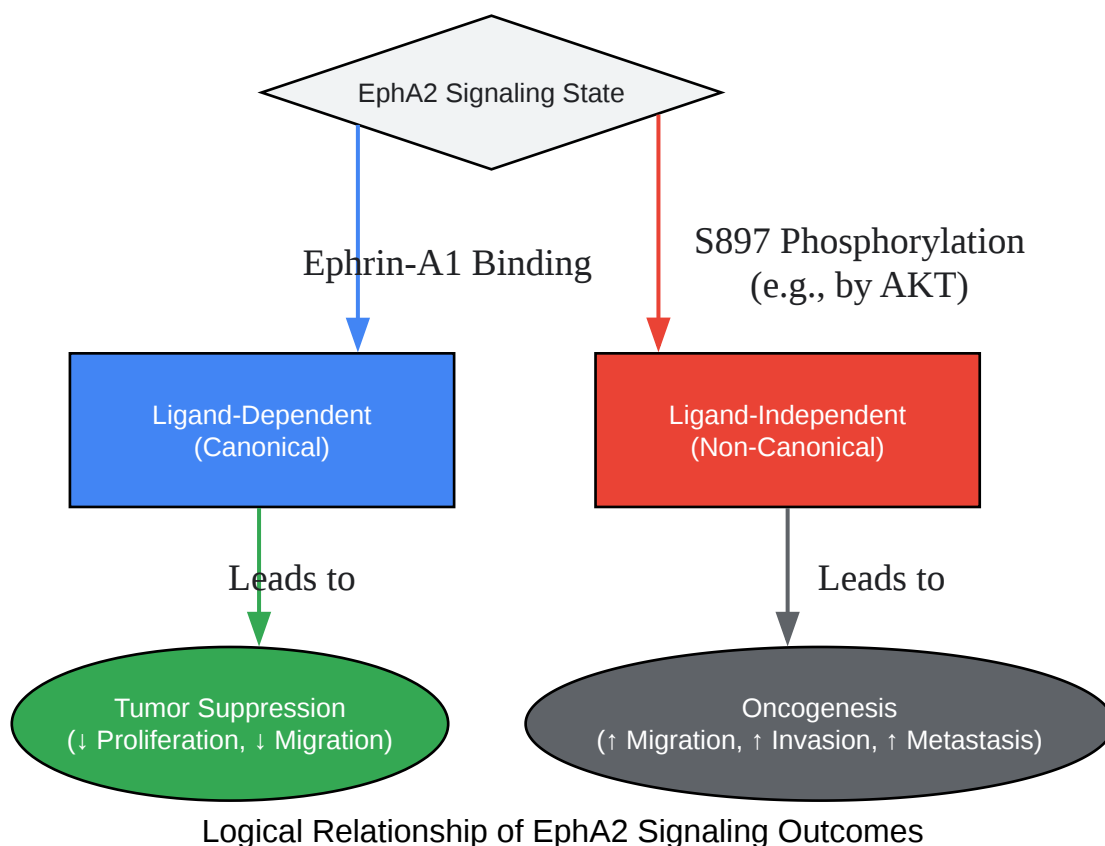 EphA2 Signaling State
Ephrin-A1 Binding
S897 Phosphorylation
(e.g., by AKT)
Ligand-Dependent
(Canonical)
Ligand-Independent
(Non-Canonical)
Leads to
Leads to
Tumor Suppression
(↓ Proliferation, ↓ Migration)
Oncogenesis
(↑ Migration, ↑ Invasion, ↑ Metastasis)
Logical Relationship of EphA2 Signaling Outcomes